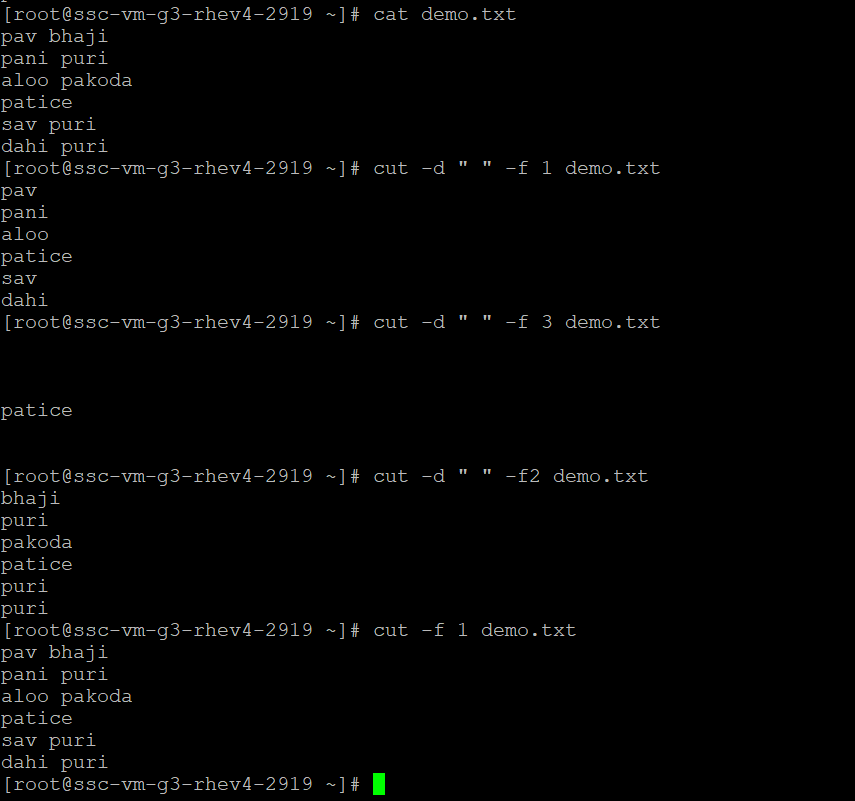 [root@ssc-vm-g3-rhev4-2919 ~]# cat demo.txt
pav bhaji
pani puri
aloo pakoda
patice
sav puri
dahi puri
[root@ssc-vm-g3-rhev4-2919 ~]# cut -d " " -f 1 demo.txt
pav
pani
aloo
patice
sav
dahi
[root@ssc-vm-g3-rhev4-2919 ~]# cut -d " " -f 3 demo.txt
patice
[root@ssc-vm-g3-rhev4-2919 ~]# cut -d " " -f2 demo.txt
bhaji
puri
pakoda
patice
puri
puri
[root@ssc-vm-g3-rhev4-2919 ~]# cut -f 1 demo.txt
pav bhaji
pani puri
aloo pakoda
patice
sav puri
dahi puri
[root@ssc-vm-g3-rhev4-2919 ~]#